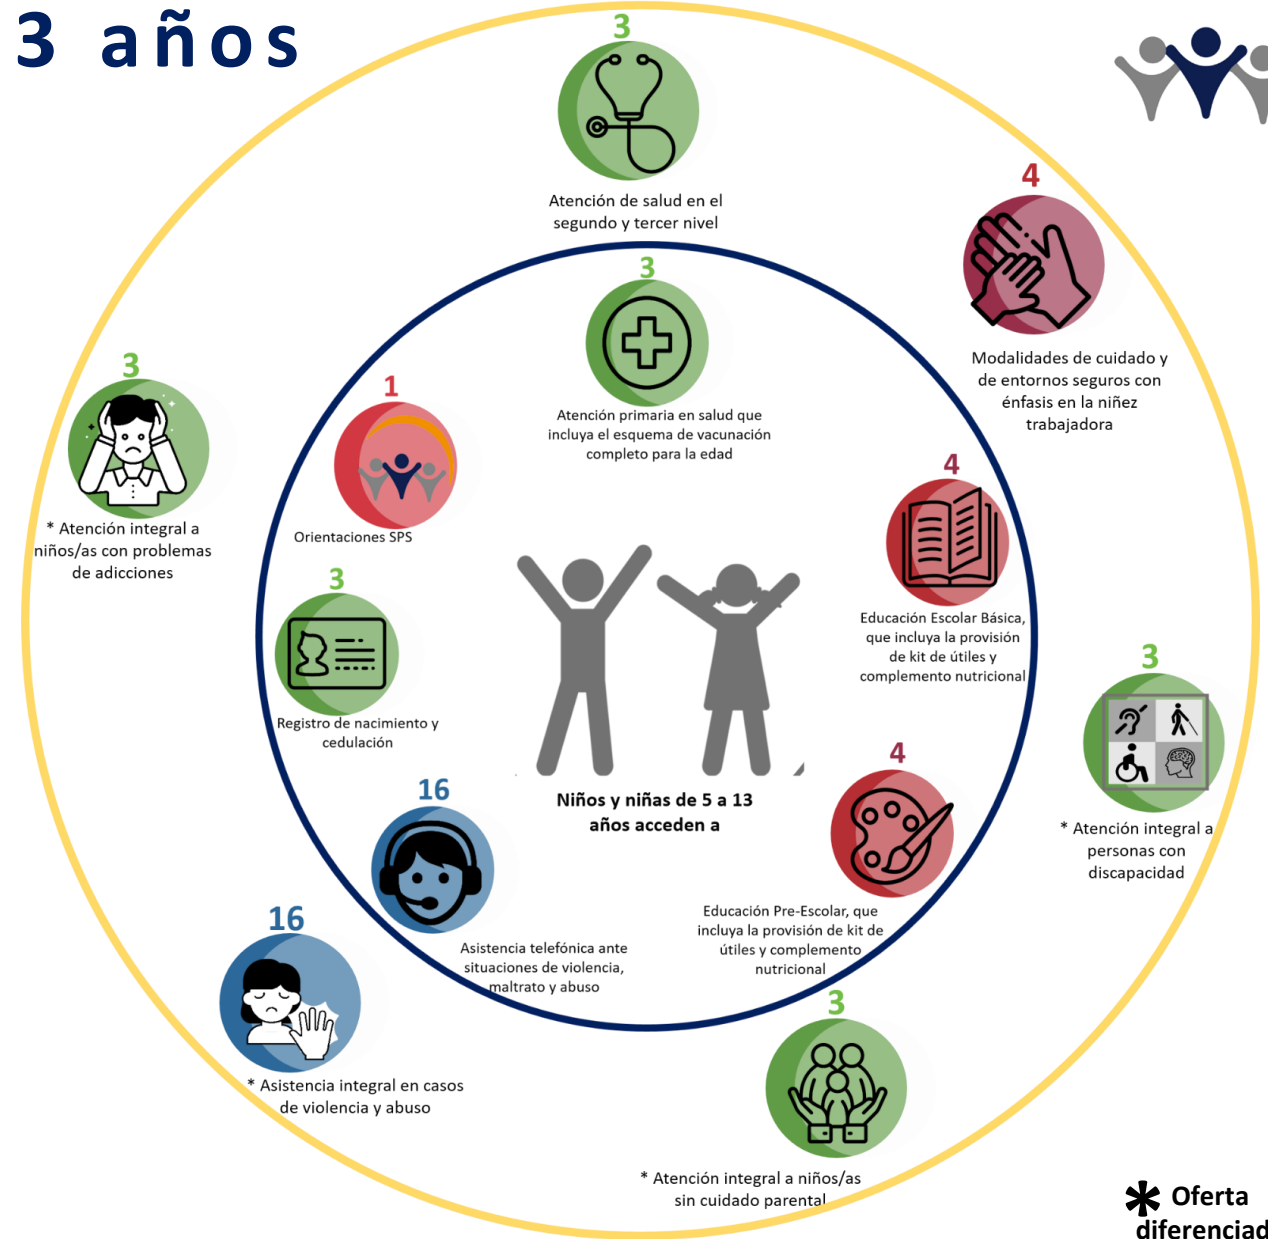 3 años
3
Atención de salud en el
segundo y tercer nivel
4
Modalidades de cuidado y
de entornos seguros con
énfasis en la niñez
trabajadora
3
Atención primaria en salud que
incluya el esquema de vacunación
completo para la edad
3
* Atención integral a
niños/as con problemas
de adicciones
1
Orientaciones SPS
4
Educación Escolar Básica,
que incluya la provisión
de kit de útiles y
complemento nutricional
3
Registro de nacimiento y
cedulación
3
* Atención integral a
personas con
discapacidad
Niños y niñas de 5 a 13
años acceden a
16
Asistencia telefónica ante
situaciones de violencia,
maltrato y abuso
4
Educación Pre-Escolar, que
incluya la provisión de kit de
útiles y complemento
nutricional
16
* Asistencia integral en casos
de violencia y abuso
3
* Atención integral a niños/as
sin cuidado parental
* Oferta
diferenciad